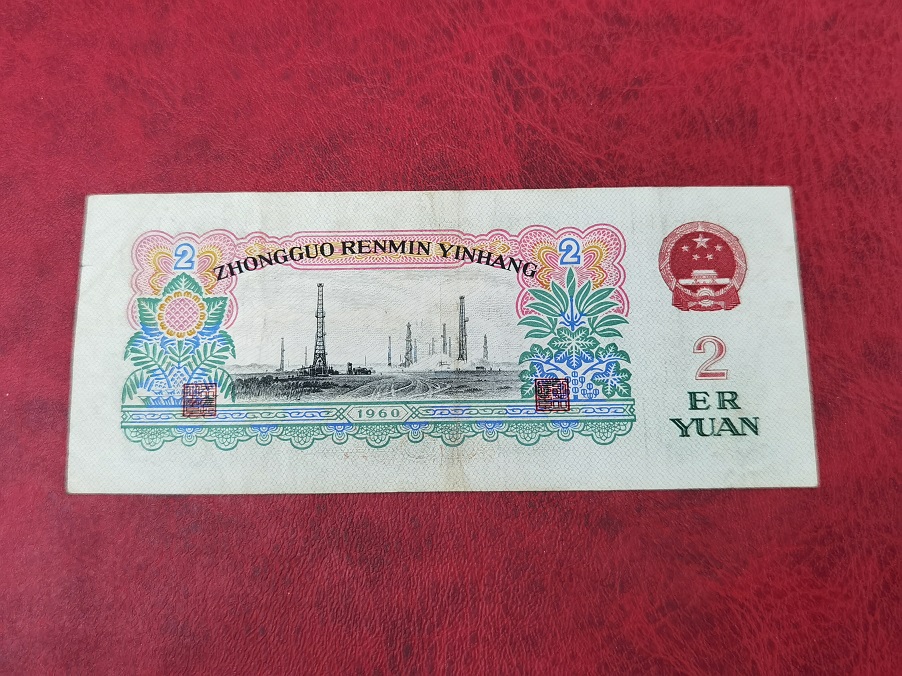 2
ZHONGGUO RENMIN YINHANG
2
1960
2
ER
YUAN